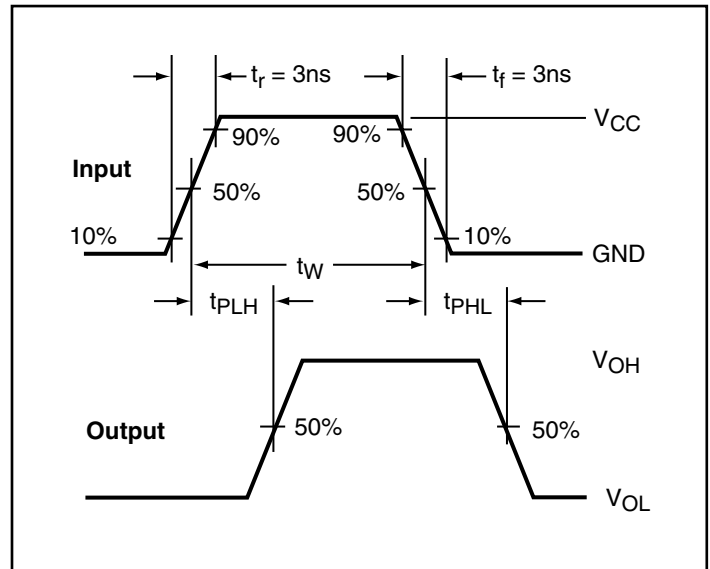 tr = 3ns tf = 3ns
VCC
90% 90%
Input
50% 50%
10% 10%
GND
tW
tPLH tPHL
VOH
Output
50% 50%
VOL